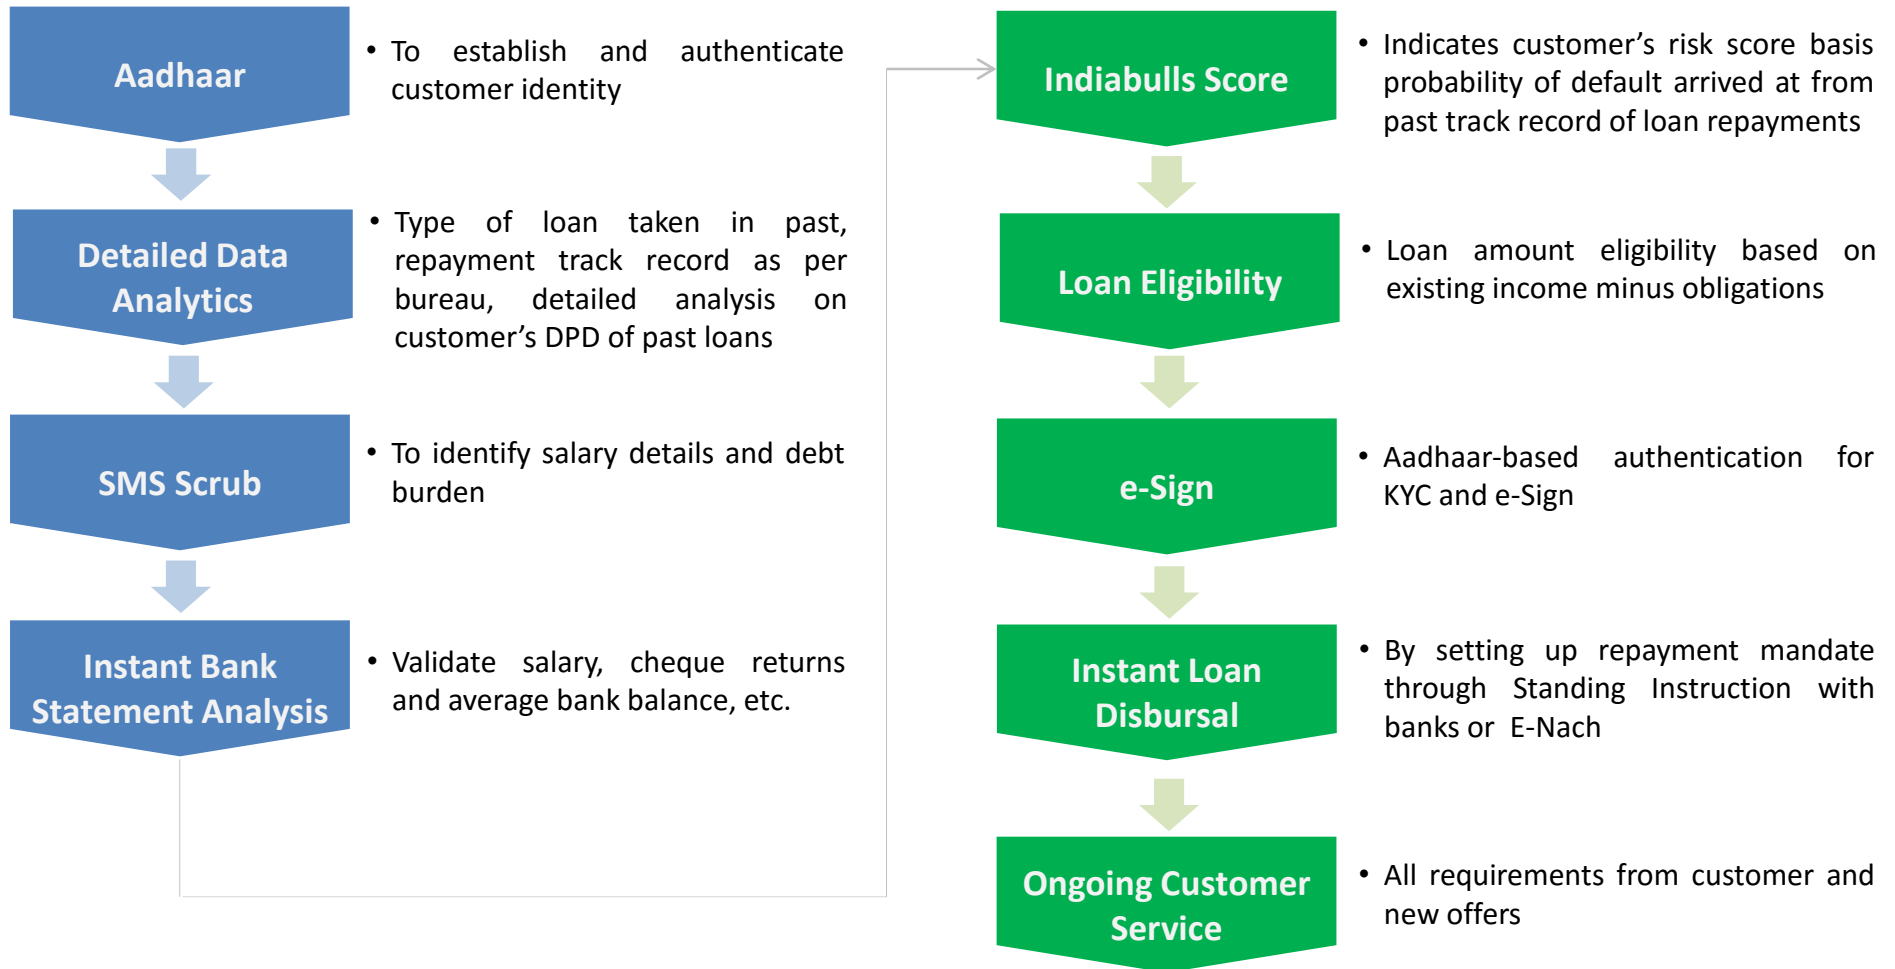 Aadhaar
• To establish and authenticate
customer identity
Detailed Data
Analytics
• Type of loan taken in past,
repayment track record as per
bureau, detailed analysis on
customer’s DPD of past loans
SMS Scrub
• To identify salary details and debt
burden
Instant Bank
Statement Analysis
• Validate salary, cheque returns
and average bank balance, etc.
Indiabulls Score
• Indicates customer’s risk score basis
probability of default arrived at from
past track record of loan repayments
Loan Eligibility
• Loan amount eligibility based on
existing income minus obligations
e-Sign
• Aadhaar-based authentication for
KYC and e-Sign
Instant Loan
Disbursal
• By setting up repayment mandate
through Standing Instruction with
banks or E-Nach
Ongoing Customer
Service
• All requirements from customer and
new offers